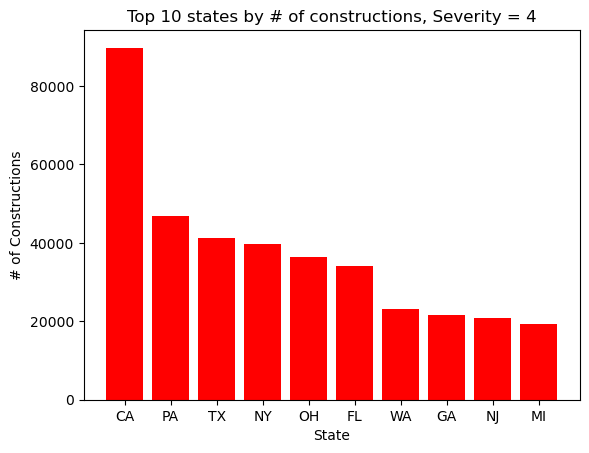 Top 10 states by # of constructions, Severity = 4
# of Constructions
80000
60000
40000
20000
0
CA PA TX NY OH FL WA GA NJ MI
State